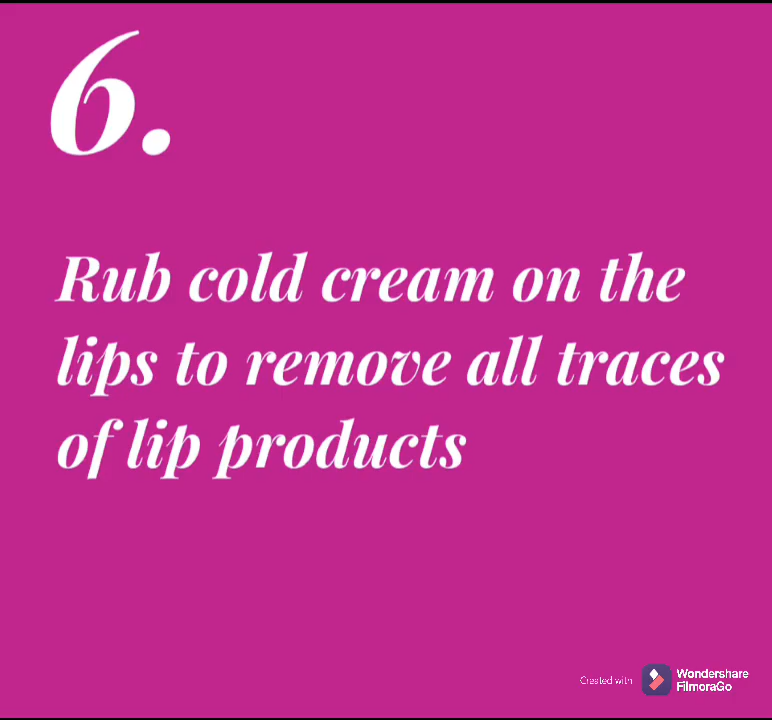 6.
Rub cold cream on the
lips to remove all traces
of lip products
Created with
Wondershare
FilmoraGo